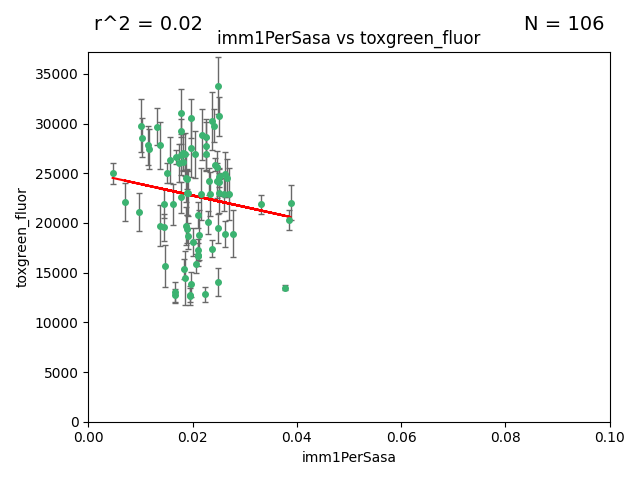 r^2 = 0.02
N = 106
imm1PerSasa vs toxgreen_fluor
toxgreen_fluor
35000
30000
25000
20000
15000
10000
5000
0
0.00 0.02 0.04 0.06 0.08 0.10
imm1PerSasa